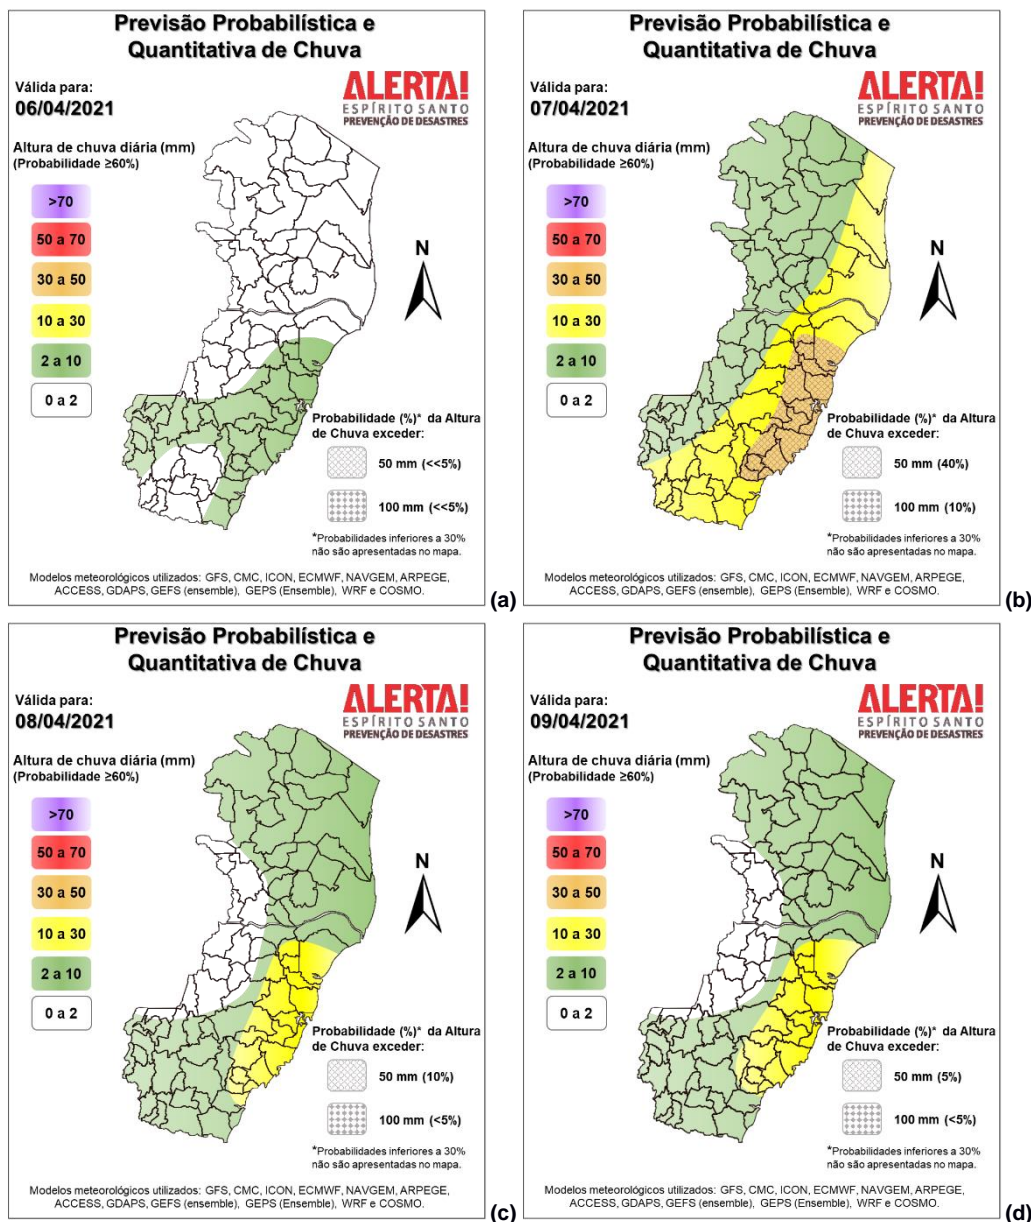 Previsão Probabilística e
Quantitativa de Chuva
Válida para:
06/04/2021
ALERTA!
ESPÍRITO SANTO
PREVENÇÃO DE DESASTRES
Altura de chuva diária (mm)
(Probabilidade ≥60%)
>70
50 a 70
30 a 50
10 a 30
2 a 10
0 a 2
N
Probabilidade (%)* da Altura
de Chuva exceder:
50 mm (<<5%)
100 mm (<<5%)
*Probabilidades inferiores a 30%
não são apresentadas no mapa.
Modelos meteorológicos utilizados: GFS, CMC, ICON, ECMWF, NAVGEM, ARPEGE,
ACCESS, GDAPS, GEFS (ensemble), GEPS (Ensemble), WRF e COSMO.
(a)
Previsão Probabilística e
Quantitativa de Chuva
Válida para:
07/04/2021
ALERTA!
ESPÍRITO SANTO
PREVENÇÃO DE DESASTRES
Altura de chuva diária (mm)
(Probabilidade ≥60%)
>70
50 a 70
30 a 50
10 a 30
2 a 10
0 a 2
N
Probabilidade (%)* da Altura
de Chuva exceder:
50 mm (40%)
100 mm (10%)
*Probabilidades inferiores a 30%
não são apresentadas no mapa.
Modelos meteorológicos utilizados: GFS, CMC, ICON, ECMWF, NAVGEM, ARPEGE,
ACCESS, GDAPS, GEFS (ensemble), GEPS (Ensemble), WRF e COSMO.
(b)
Previsão Probabilística e
Quantitativa de Chuva
Válida para:
08/04/2021
ALERTA!
ESPÍRITO SANTO
PREVENÇÃO DE DESASTRES
Altura de chuva diária (mm)
(Probabilidade ≥60%)
>70
50 a 70
30 a 50
10 a 30
2 a 10
0 a 2
N
Probabilidade (%)* da Altura
de Chuva exceder:
50 mm (10%)
100 mm (<5%)
*Probabilidades inferiores a 30%
não são apresentadas no mapa.
Modelos meteorológicos utilizados: GFS, CMC, ICON, ECMWF, NAVGEM, ARPEGE,
ACCESS, GDAPS, GEFS (ensemble), GEPS (Ensemble), WRF e COSMO.
(c)
Previsão Probabilística e
Quantitativa de Chuva
Válida para:
09/04/2021
ALERTA!
ESPÍRITO SANTO
PREVENÇÃO DE DESASTRES
Altura de chuva diária (mm)
(Probabilidade ≥60%)
>70
50 a 70
30 a 50
10 a 30
2 a 10
0 a 2
N
Probabilidade (%)* da Altura
de Chuva exceder:
50 mm (5%)
100 mm (<5%)
*Probabilidades inferiores a 30%
não são apresentadas no mapa.
Modelos meteorológicos utilizados: GFS, CMC, ICON, ECMWF, NAVGEM, ARPEGE,
ACCESS, GDAPS, GEFS (ensemble), GEPS (Ensemble), WRF e COSMO.
(d)